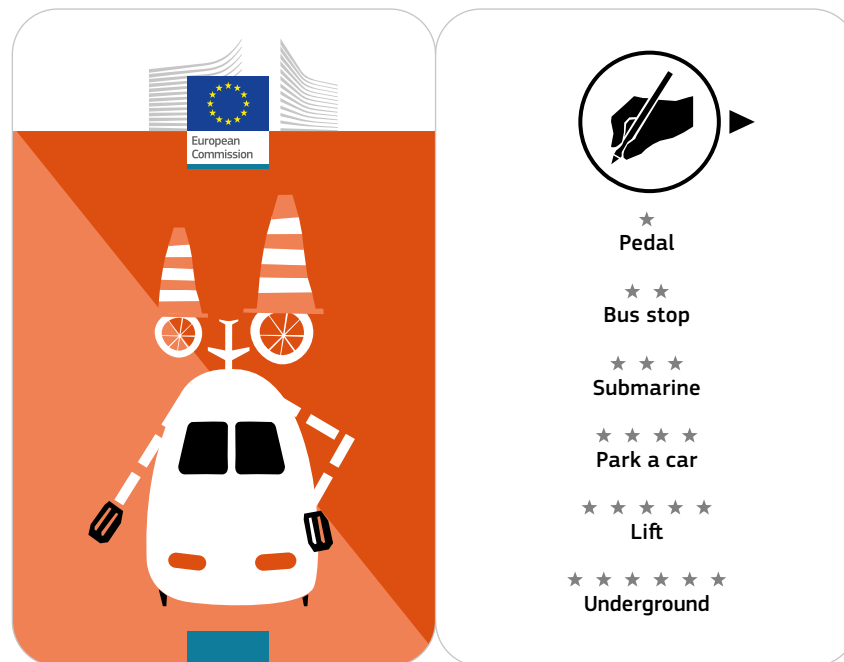 European
Commission
Pedal
Bus stop
Submarine
Park a car
Lift
Underground